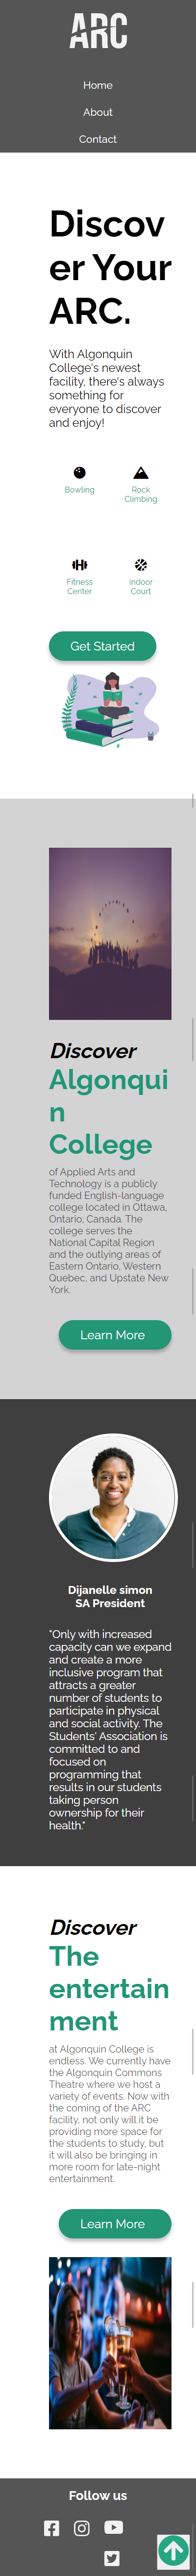 ARC
Home
About
Contact
Discov
er Your
ARC.
With Algonquin
College's newest
facility, there's always
something for
everyone to discover
and enjoy!
Bowling
Rock
Climbing
Fitness
Center
Indoor
Court
Get Started
Discover
Algonqui
n
College
of Applied Arts and
Technology is a publicly
funded English-language
college located in Ottawa,
Ontario, Canada. The
college serves the
National Capital Region
and the outlying areas of
Eastern Ontario, Western
Quebec, and Upstate New
York.
Learn More
Dijanelle simon
SA President
"Only with increased
capacity can we expand
and create a more
inclusive program that
attracts a greater
number of students to
participate in physical
and social activity. The
Students' Association is
committed to and
focused on
programming that
results in our students
taking person
ownership for their
health."
Discover
The
entertain
ment
at Algonquin College is
endless. We currently have
the Algonquin Commons
Theatre where we host a
variety of events. Now with
the coming of the ARC
facility, not only will it be
providing more space for
the students to study, but
it will also be bringing in
more room for late-night
entertainment.
Learn More
Follow us